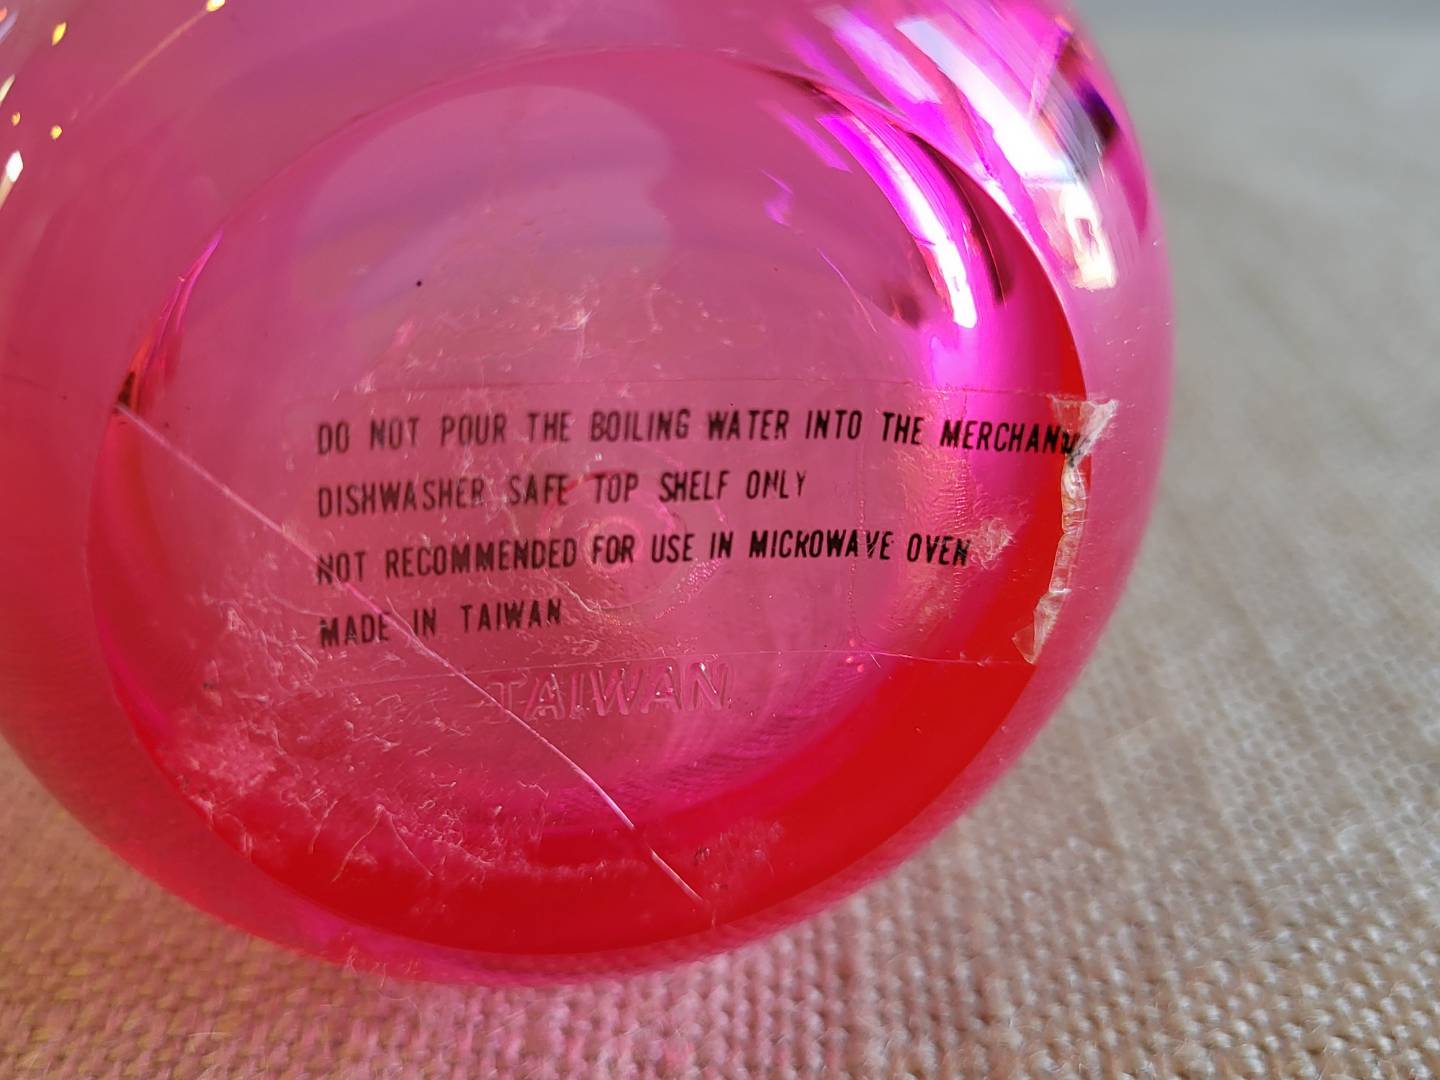 DO NOT POUR THE BOILING WATER INTO THE MERCHAND
DISHWASHER SAFE TOP SHELF ONLY
NOT RECOMMENDED FOR USE IN MICROWAVE OVEN
MADE IN TAIWAN
TAIWAN